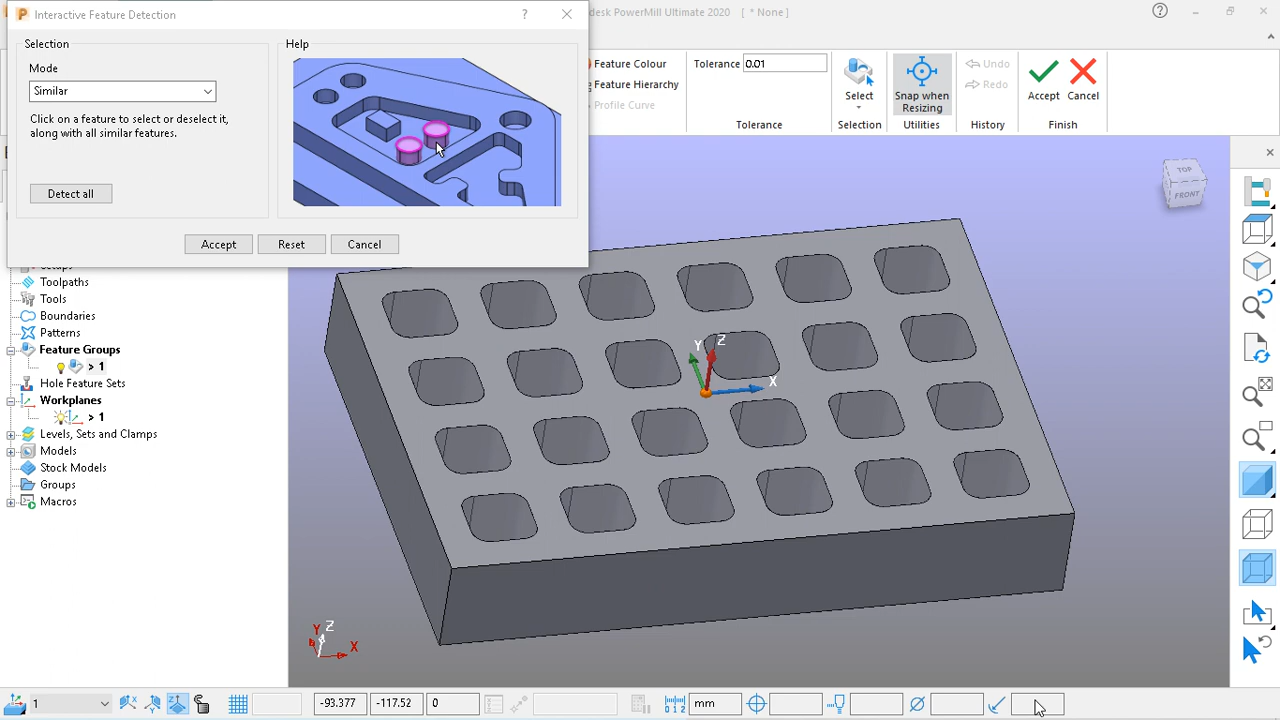 Interactive Feature Detection
desk PowerMill Ultimate 2020 [ * None ]
Selection
Help
Mode
Similar
Click on a feature to select or deselect it,
along with all similar features.
Detect all
Accept
Reset
Cancel
Feature Colour
Feature Hierarchy
Profile Curve
Tolerance 0.01
Tolerance
Select
Selection
Snap when
Resizing
Utilities
Undo
Redo
History
Accept
Cancel
Finish
TOP
FRONT
Setups
Toolpaths
Tools
Boundaries
Patterns
Feature Groups
> 1
Hole Feature Sets
Workplanes
> 1
Levels, Sets and Clamps
Models
Stock Models
Groups
Macros
Y Z
X
Y Z
X
1
-93.377
-117.52
0
mm